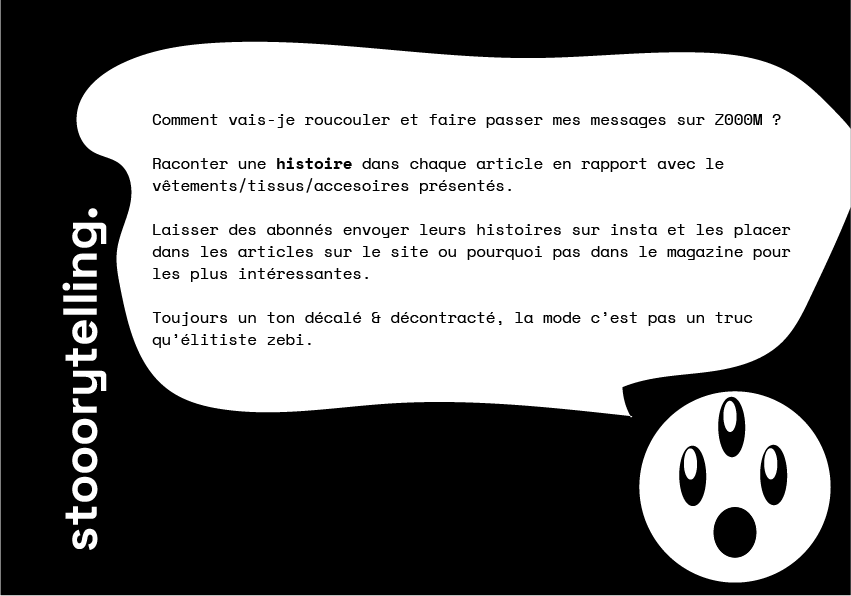 Comment vais-je roucouler et faire passer mes messages sur ZOOOM ?
Raconter une histoire dans chaque article en rapport avec le
vêtements/tissus/accesoires présentés.
Laisser des abonnés envoyer leurs histoires sur insta et les placer
dans les articles sur le site ou pourquoi pas dans le magazine pour
les plus intéressantes.
Toujours un ton décalé & décontracté, la mode c’est pas un truc
qu’élitiste zebi.
stooorytelling.